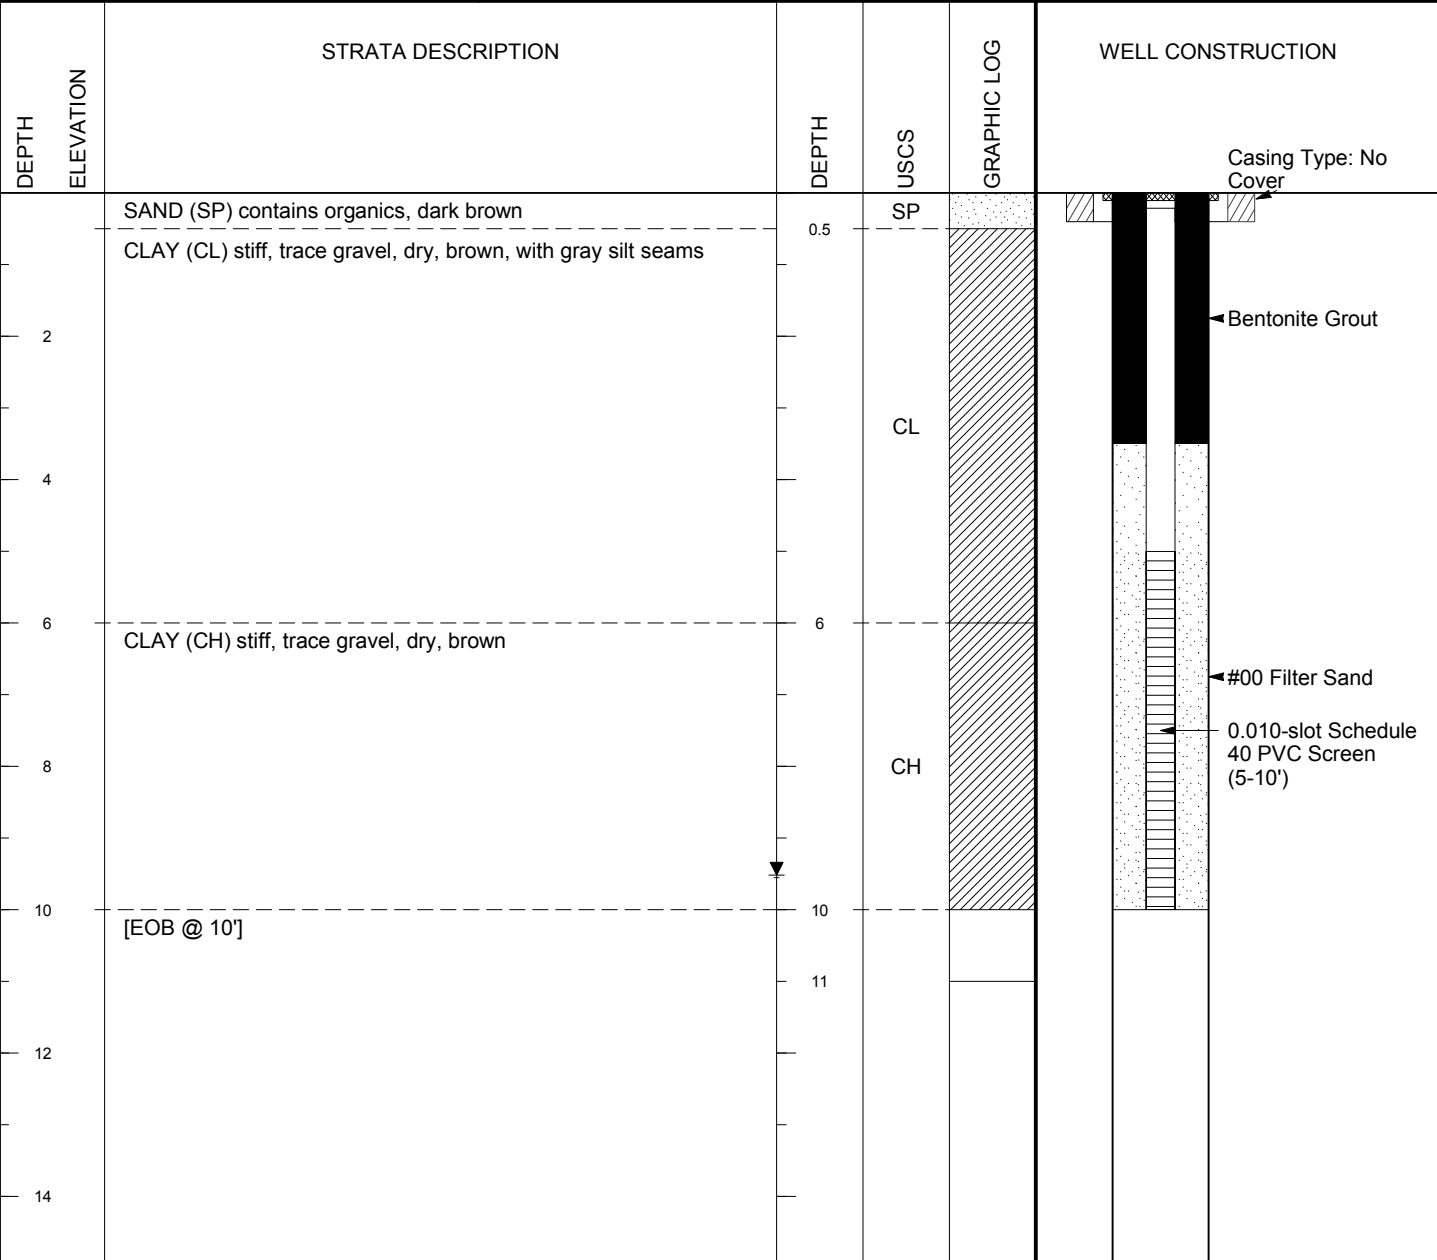 DEPTH
ELEVATION
STRATA DESCRIPTION
DEPTH
USCS
GRAPHIC LOG
WELL CONSTRUCTION
Casing Type: No
Cover
SAND (SP) contains organics, dark brown
SP
0.5
CLAY (CL) stiff, trace gravel, dry, brown, with gray silt seams
Bentonite Grout
2
CL
4
6
6
CLAY (CH) stiff, trace gravel, dry, brown
#00 Filter Sand
0.010-slot Schedule
40 PVC Screen
(5-10')
8
CH
10
10
[EOB @ 10']
11
12
14